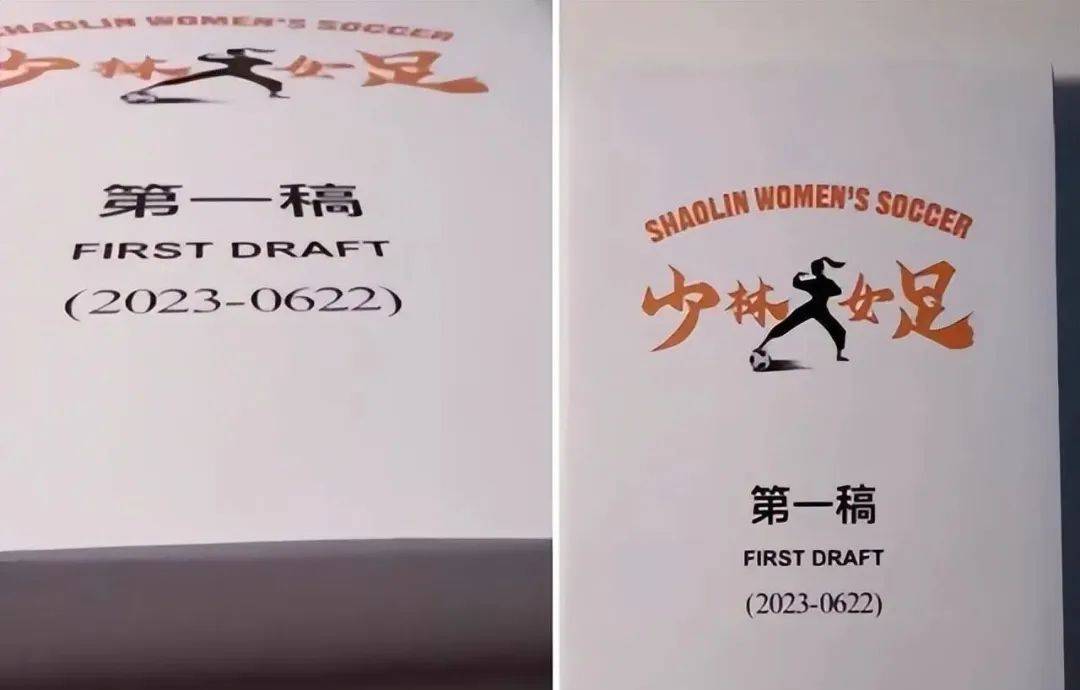 SHAOLIN WOMEN'S SOCCER
少林女足
第一稿
FIRST DRAFT
(2023-0622)
SHAOLIN WOMEN'S SOCCER
少林女足
第一稿
FIRST DRAFT
(2023-0622)